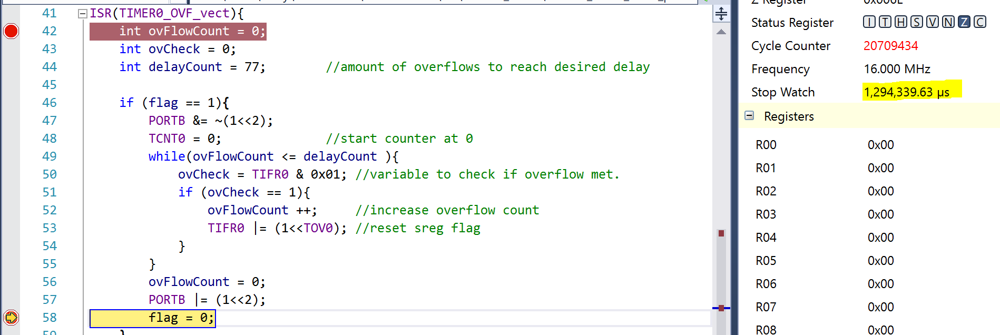 41 ISR(TIMER0_OVF_vect){
42 int ovFlowCount = 0;
43 int ovCheck = 0;
44 int delayCount = 77; //amount of overflows to reach desired delay
45
46 if (flag == 1){
47 PORTB &= ~(1<<2);
48 TCNT0 = 0; //start counter at 0
49 while(ovFlowCount <= delayCount ){
50 ovCheck = TIFR0 & 0x01; //variable to check if overflow met.
51 if (ovCheck == 1){
52 ovFlowCount ++; //increase overflow count
53 TIFR0 |= (1<<TOV0); //reset sreg flag
54 }
55 }
56 ovFlowCount = 0;
57 PORTB |= (1<<2);
58 flag = 0;
59 }
Z Register 0x006E
Status Register I T H S V N Z C
Cycle Counter 20709434
Frequency 16.000 MHz
Stop Watch 1,294,339.63 µs
Registers
R00 0x00
R01 0x00
R02 0x00
R03 0x00
R04 0x00
R05 0x00
R06 0x00
R07 0x00
R08 0x00